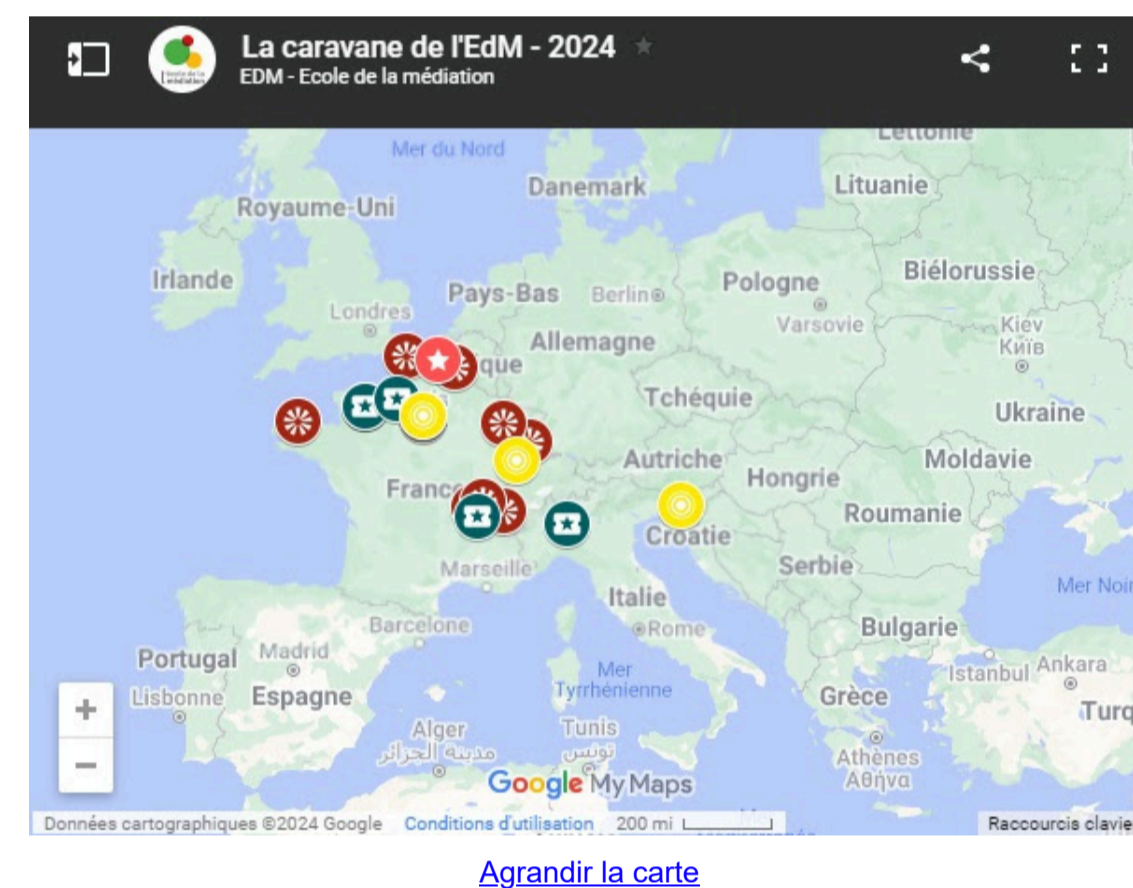 La caravane de l'EdM - 2024
EDM - Ecole de la médiation
Lettonie
Mer du Nord
Danemark
Lituanie
Royaume-Uni
Irlande
Biélorussie
Pologne
Pays-Bas
Berlin
Londres
Varsovie
Kiev
Київ
Allemagne
que
Tchéquie
Ukraine
Autriche
Moldavie
Hongrie
Franc
Roumanie
Croatie
Marseille
Serbie
Mer Noir
Italie
Barcelone
Rome
Bulgarie
Madrid
Portugal
Mer
Tyrrhénienne
Istanbul
Ankara
Lisbonne
Espagne
Grèce
Turq
Alger
مدينة الجزائر
Tunis
تونس
Athènes
Αθήνα
+
−
Google My Maps
Données cartographiques ©2024 Google Conditions d'utilisation 200 mi Raccourcis clavie
Agrandir la carte